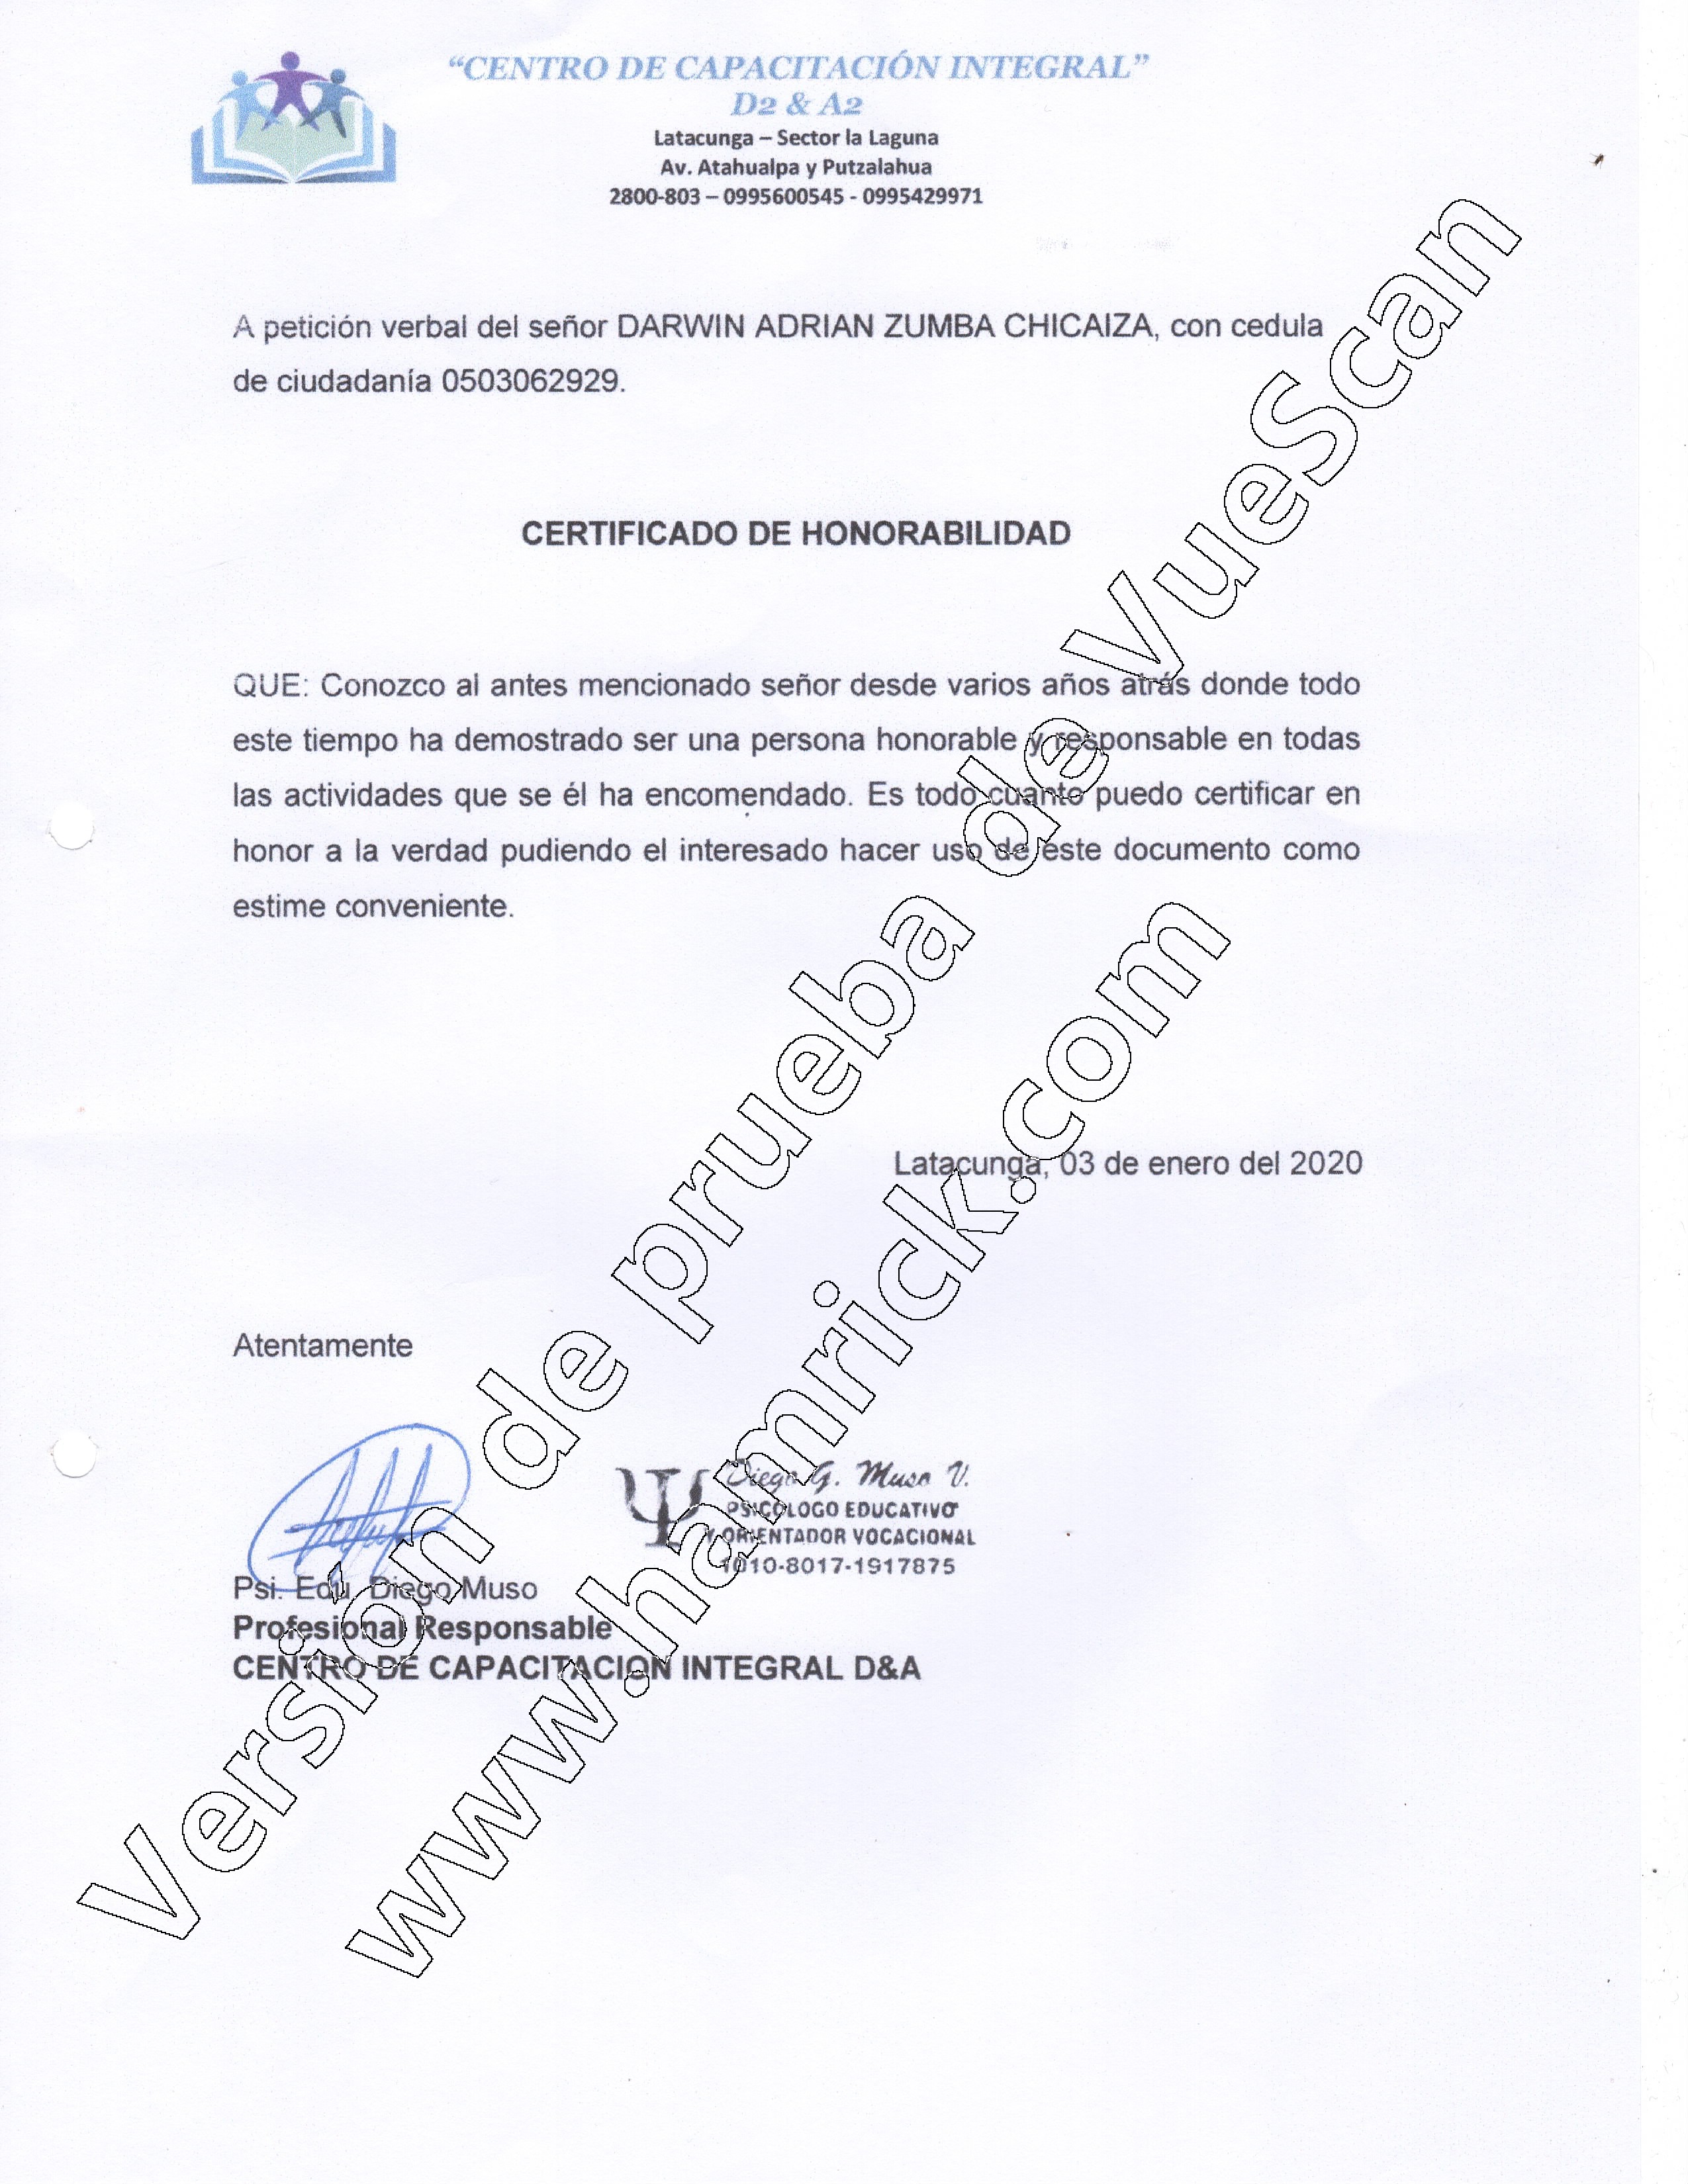 “CENTRO DE CAPACITACIÓN INTEGRAL”
D2 & A2
Latacunga – Sector la Laguna
Av. Atahualpa y Putzalahua
2800-803 – 0995600545 - 0995429971
A petición verbal del señor DARWIN ADRIAN ZUMBA CHICAIZA, con cedula
de ciudadanía 0503062929.
CERTIFICADO DE HONORABILIDAD
QUE: Conozco al antes mencionado señor desde varios años atrás donde todo
este tiempo ha demostrado ser una persona honorable y responsable en todas
las actividades que se él ha encomendado. Es todo cuanto puedo certificar en
honor a la verdad pudiendo el interesado hacer uso de este documento como
estime conveniente.
Latacunga, 03 de enero del 2020
Atentamente
Diego G. Muso V.
PSICÓLOGO EDUCATIVO
Y ORIENTADOR VOCACIONAL
1010-8017-1917875
Psi. Edu. Diego Muso
Profesional Responsable
CENTRO DE CAPACITACION INTEGRAL D&A
Versión de prueba de VueScan
www.hamrick.com